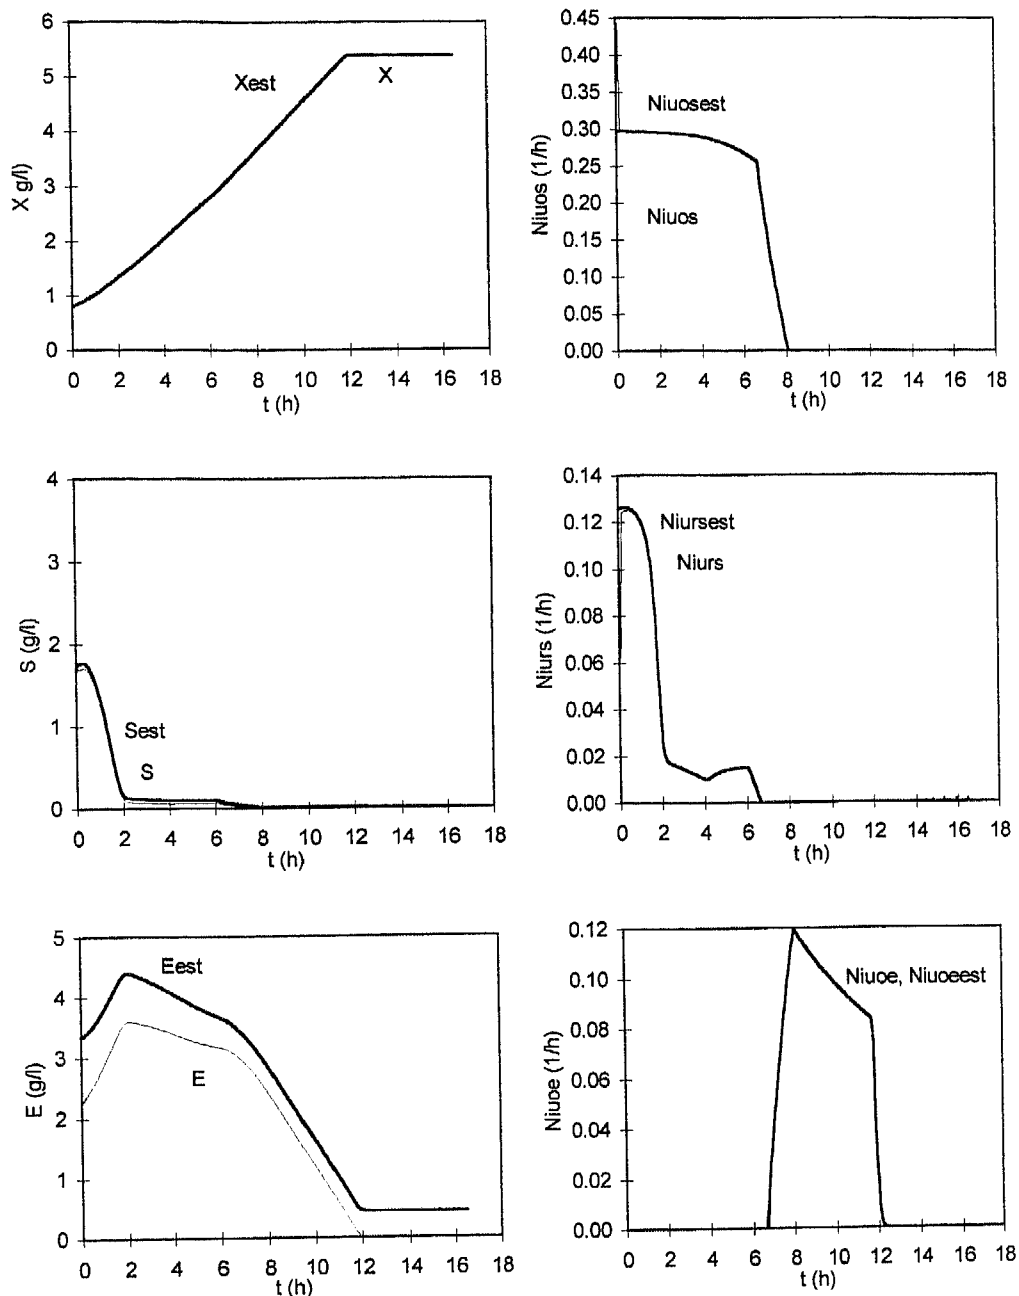 6
5
4
3
2
1
0
X g/l)
Xest
X
0 2 4 6 8 10 12 14 16 18
t (h)
0.45
0.40
0.35
0.30
0.25
0.20
0.15
0.10
0.05
0.00
Niuos (1/h)
Niuosest
Niuos
0 2 4 6 8 10 12 14 16 18
t (h)
4
3
2
1
0
S (g/l)
Sest
S
0 2 4 6 8 10 12 14 16 18
t (h)
0.14
0.12
0.10
0.08
0.06
0.04
0.02
0.00
Niurs (1/h)
Niursest
Niurs
0 2 4 6 8 10 12 14 16 18
t (h)
5
4
3
2
1
0
E (g/l)
Eest
E
0 2 4 6 8 10 12 14 16 18
t (h)
0.12
0.10
0.08
0.06
0.04
0.02
0.00
Niuoe (1/h)
Niuoe, Niuoeest
0 2 4 6 8 10 12 14 16 18
t (h)